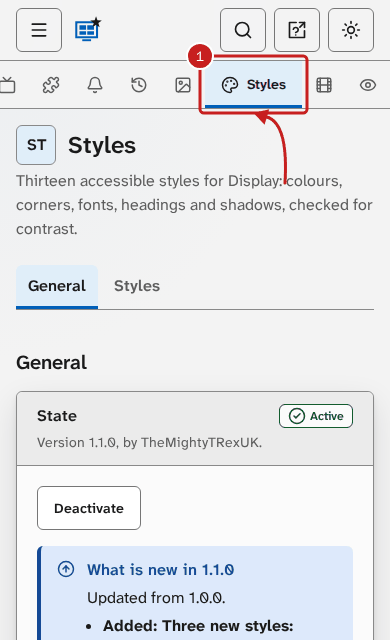 1
Styles
ST
Styles
Thirteen accessible styles for Display: colours,
corners, fonts, headings and shadows, checked for
contrast.
General
Styles
General
State
Active
Version 1.1.0, by TheMightyTRexUK.
Deactivate
What is new in 1.1.0
Updated from 1.0.0.
• Added: Three new styles: